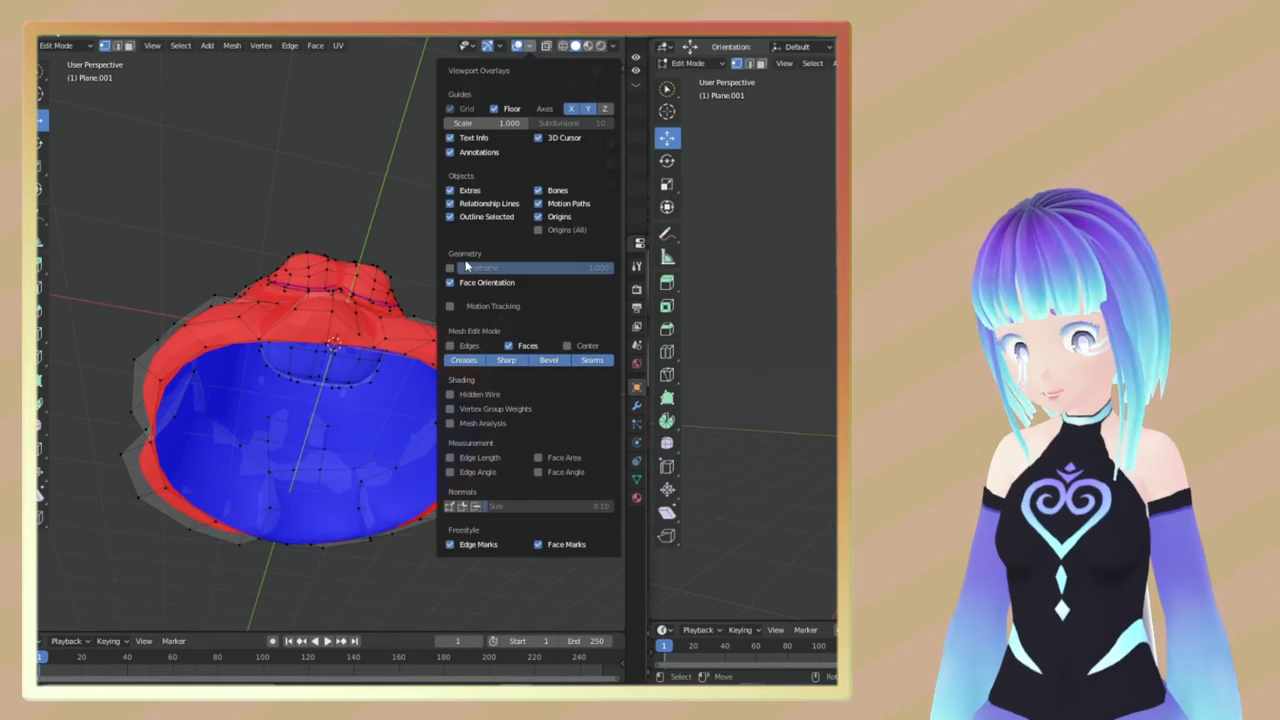 Edit Mode View Select Add Mesh Vertex Edge Face UV
User Perspective
(1) Plane.001
Viewport Overlays
Guides
Grid Floor Axes X Y Z
Scale 1.000 Subdivisions 10
Text Info 3D Cursor
Annotations
Objects
Extras Bones
Relationship Lines Motion Paths
Outline Selected Origins
Origins (All)
Geometry
1.000
Face Orientation
Motion Tracking
Mesh Edit Mode
Edges Faces Center
Creases Sharp Bevel Seams
Shading
Hidden Wire
Vertex Group Weights
Mesh Analysis
Measurement
Edge Length Face Area
Edge Angle Face Angle
Normals
Size 0.10
Freestyle
Edge Marks Face Marks
Playback Keying View Marker 1 Start 1 End 250
1 20 40 60 80 100 120 140 160 180 200 220 240
Orientation: Default
Edit Mode View Select
User Perspective
(1) Plane.001
Playback Keying View Marker
1 20 40 60 80 100
Select Move